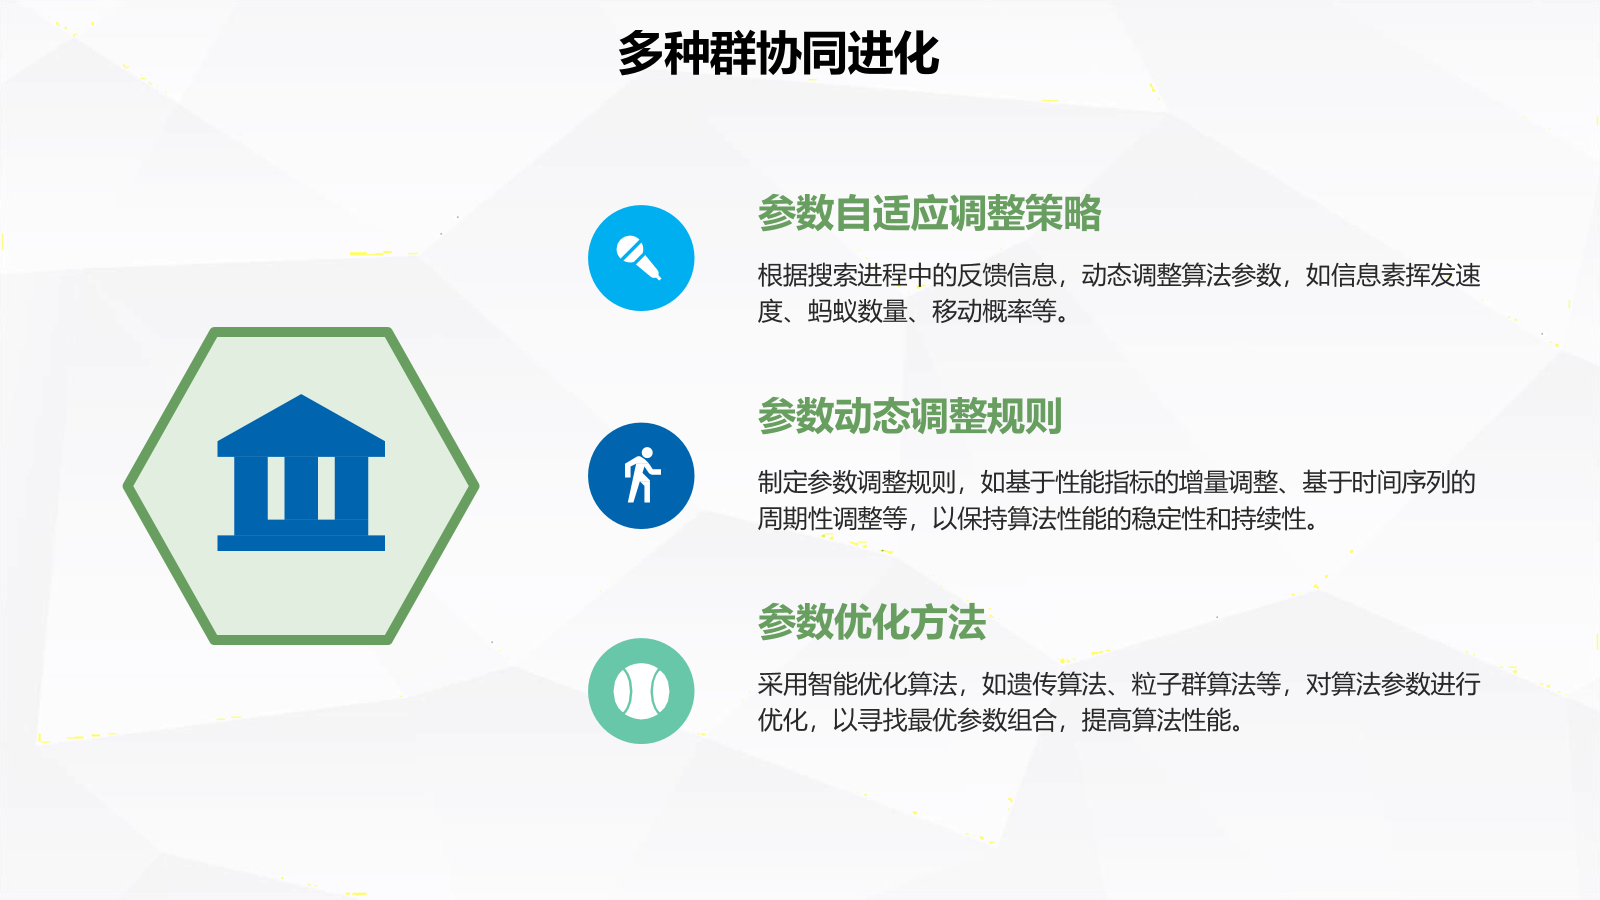 多种群协同进化
参数自适应调整策略
根据搜索进程中的反馈信息，动态调整算法参数，如信息素挥发速
度、蚂蚁数量、移动概率等。
参数动态调整规则
制定参数调整规则，如基于性能指标的增量调整、基于时间序列的
周期性调整等，以保持算法性能的稳定性和持续性。
参数优化方法
采用智能优化算法，如遗传算法、粒子群算法等，对算法参数进行
优化，以寻找最优参数组合，提高算法性能。